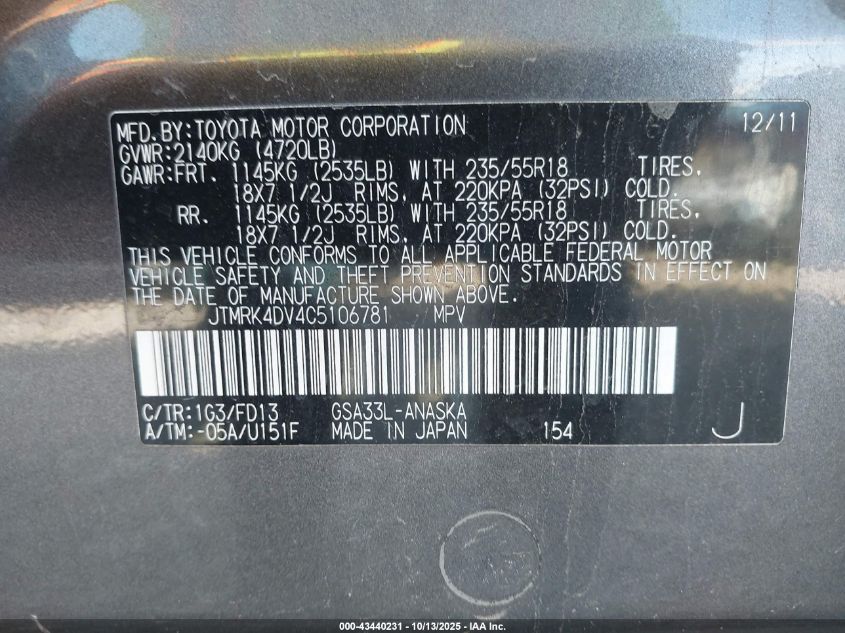 MFD. BY: TOYOTA MOTOR CORPORATION 12/11
GVWR: 2140KG (4720LB)
GAWR: FRT. 1145KG (2535LB) WITH 235/55R18 TIRES.
18X7 1/2J RIMS, AT 220KPA (32PSI) COLD.
RR. 1145KG (2535LB) WITH 235/55R18 TIRES,
18X7 1/2J RIMS, AT 220KPA (32PSI) COLD.
THIS VEHICLE CONFORMS TO ALL APPLICABLE FEDERAL MOTOR
VEHICLE SAFETY AND THEFT PREVENTION STANDARDS IN EFFECT ON
THE DATE OF MANUFACTURE SHOWN ABOVE.
JTMRK4DV4C5106781 MPV
C/TR: 1G3/FD13 GSA33L-ANASKA
A/TM: -05A/U151F MADE IN JAPAN 154 J
000-43440231 - 10/13/2025 - IAA Inc.